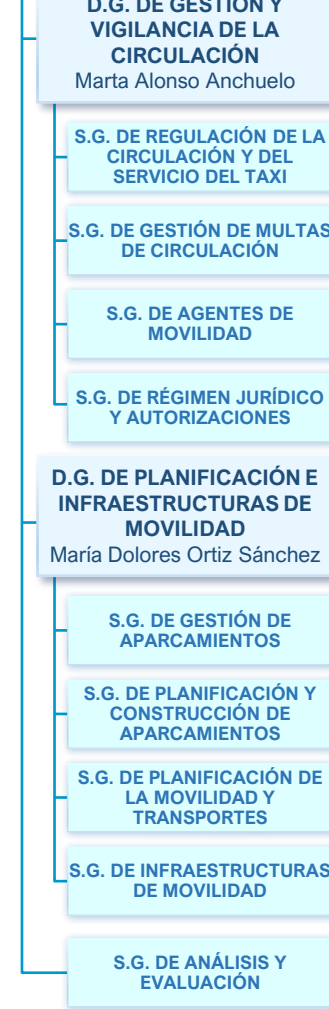 D.G. DE GESTIÓN Y
VIGILANCIA DE LA
CIRCULACIÓN
Marta Alonso Anchuelo
S.G. DE REGULACIÓN DE LA
CIRCULACIÓN Y DEL
SERVICIO DEL TAXI
S.G. DE GESTIÓN DE MULTAS
DE CIRCULACIÓN
S.G. DE AGENTES DE
MOVILIDAD
S.G. DE RÉGIMEN JURÍDICO
Y AUTORIZACIONES
D.G. DE PLANIFICACIÓN E
INFRAESTRUCTURAS DE
MOVILIDAD
María Dolores Ortiz Sánchez
S.G. DE GESTIÓN DE
APARCAMIENTOS
S.G. DE PLANIFICACIÓN Y
CONSTRUCCIÓN DE
APARCAMIENTOS
S.G. DE PLANIFICACIÓN DE
LA MOVILIDAD Y
TRANSPORTES
S.G. DE INFRAESTRUCTURAS
DE MOVILIDAD
S.G. DE ANÁLISIS Y
EVALUACIÓN